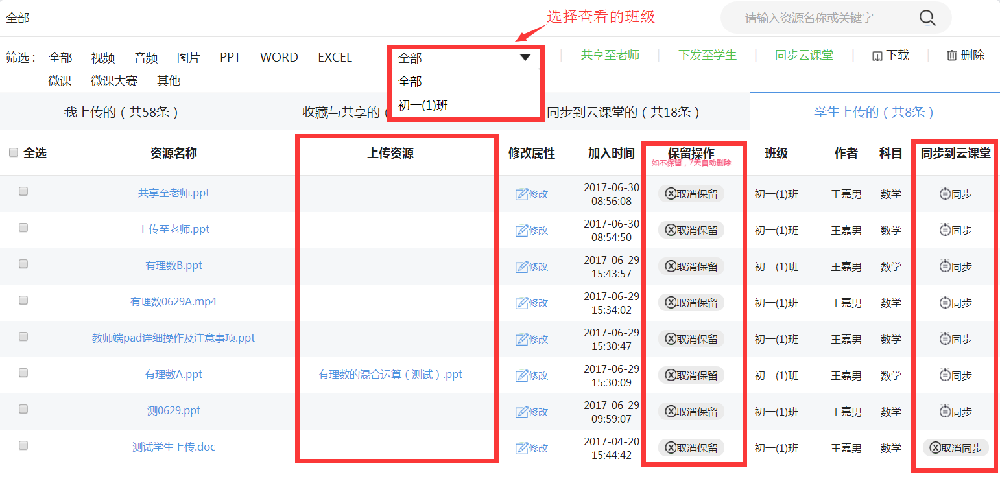 全部
选择查看的班级
请输入资源名称或关键字
筛选： 全部 视频 音频 图片 PPT WORD EXCEL
全部
共享至老师 下发至学生 同步云课堂 下载 删除
微课 微课大赛 其他
全部
初一(1)班
我上传的（共58条） 收藏与共享的（ 同步到云课堂的（共18条） 学生上传的（共8条）
全选 资源名称 上传资源 修改属性 加入时间 保留操作 班级 作者 科目 同步到云课堂
如不保留，7天自动删除
共享至老师.ppt 修改 2017-06-30 取消保留 初一(1)班 王嘉男 数学 同步
08:56:08
上传至老师.ppt 修改 2017-06-30 取消保留 初一(1)班 王嘉男 数学 同步
08:54:50
有理数B.ppt 修改 2017-06-29 取消保留 初一(1)班 王嘉男 数学 同步
15:43:57
有理数0629A.mp4 修改 2017-06-29 取消保留 初一(1)班 王嘉男 数学 同步
15:34:02
教师端pad详细操作及注意事项.ppt 修改 2017-06-29 取消保留 初一(1)班 王嘉男 数学 同步
15:30:47
有理数A.ppt 有理数的混合运算（测试）.ppt 修改 2017-06-29 取消保留 初一(1)班 王嘉男 数学 同步
15:30:09
测0629.ppt 修改 2017-06-29 取消保留 初一(1)班 王嘉男 数学 同步
09:59:07
测试学生上传.doc 修改 2017-04-20 取消保留 初一(1)班 王嘉男 数学 取消同步
15:44:42